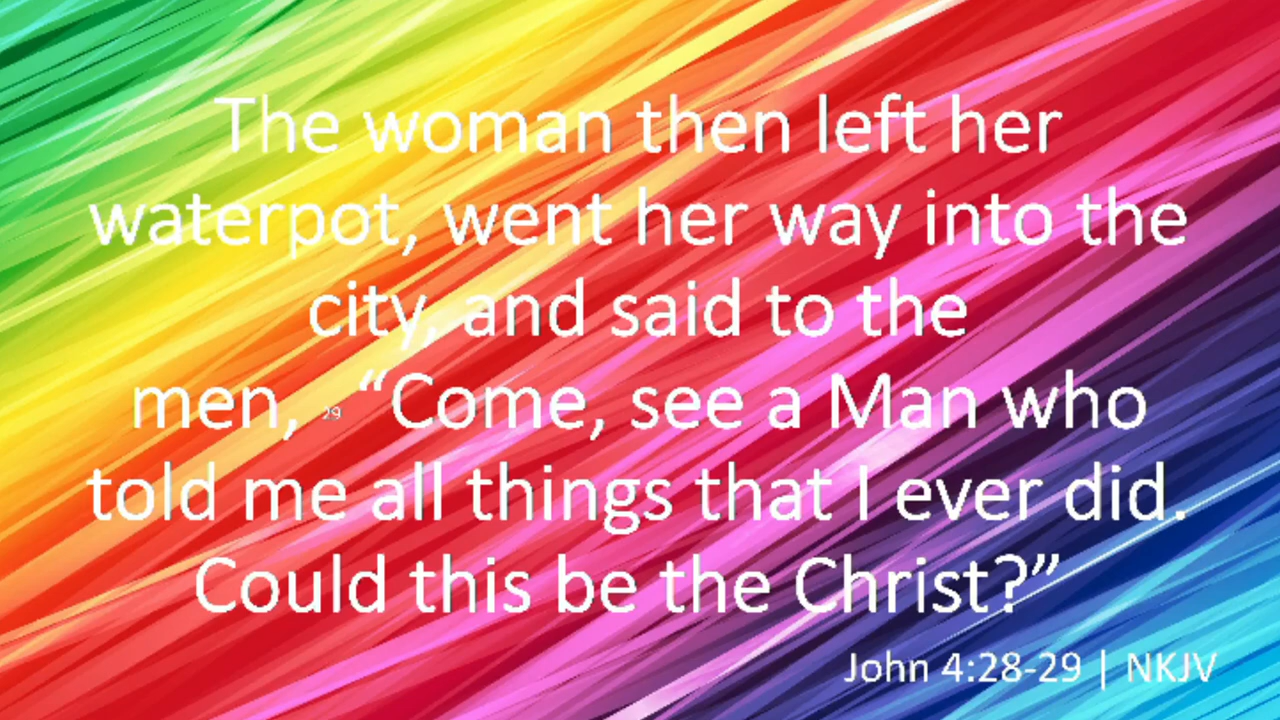 The woman then left her
waterpot, went her way into the
city, and said to the
men, 29 “Come, see a Man who
told me all things that I ever did.
Could this be the Christ?”
John 4:28-29 | NKJV